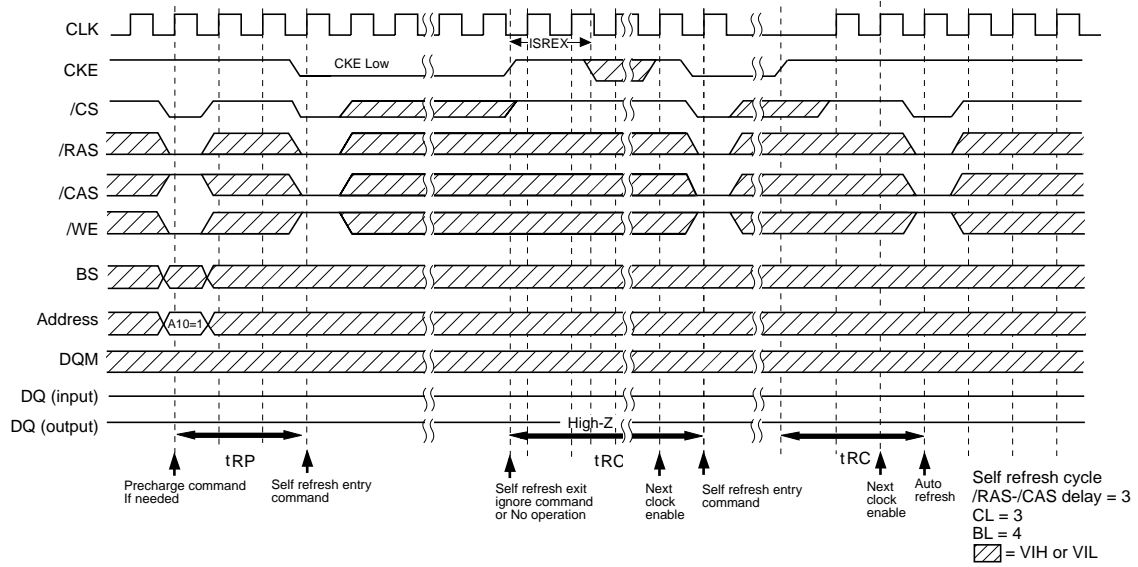 CLK
ISREX
CKE
CKE Low
/CS
/RAS
/CAS
/WE
BS
Address
A10=1
DQM
DQ (input)
DQ (output)
High-Z
tRP
tRC
tRC
Precharge command
If needed
Self refresh entry
command
Self refresh exit
ignore command
or No operation
Next
clock
enable
Self refresh entry
command
Next
clock
enable
Auto
refresh
Self refresh cycle
/RAS-/CAS delay = 3
CL = 3
BL = 4
= VIH or VIL